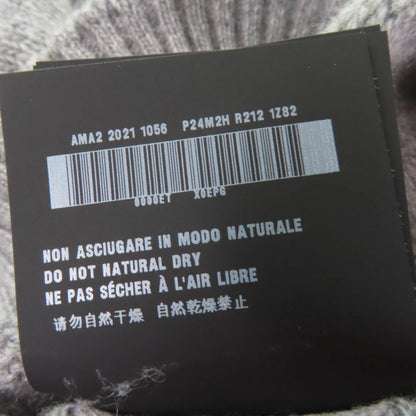 AMA2 2021 1056 P24M2H R212 1Z82
0000ET X0EPG
NON ASCIUGARE IN MODO NATURALE
DO NOT NATURAL DRY
NE PAS SÉCHER À L'AIR LIBRE
请勿自然干燥 自然乾燥禁止